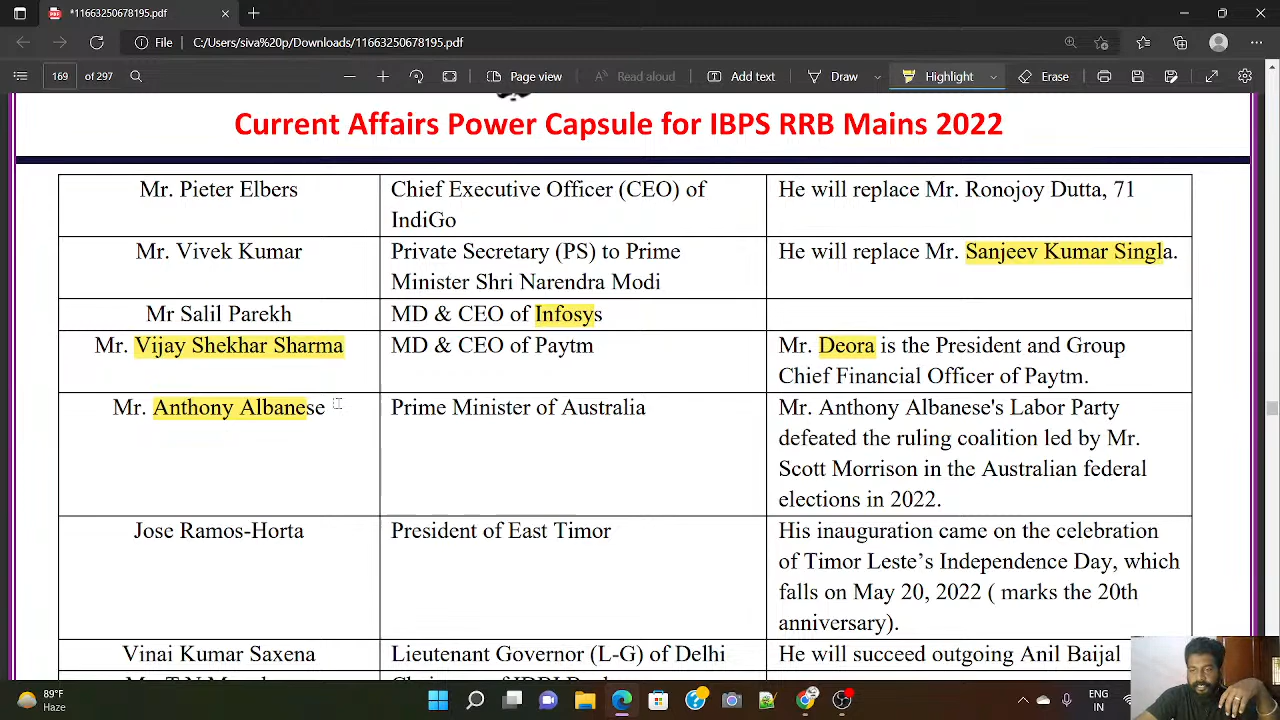 *11663250678195.pdf
File C:/Users/siva%20p/Downloads/11663250678195.pdf
169 of 297 Page view Read aloud Add text Draw Highlight Erase
Current Affairs Power Capsule for IBPS RRB Mains 2022
Mr. Pieter Elbers
Chief Executive Officer (CEO) of
IndiGo
He will replace Mr. Ronojoy Dutta, 71
Mr. Vivek Kumar
Private Secretary (PS) to Prime
Minister Shri Narendra Modi
He will replace Mr. Sanjeev Kumar Singla.
Mr Salil Parekh
MD & CEO of Infosys
Mr. Vijay Shekhar Sharma
MD & CEO of Paytm
Mr. Deora is the President and Group
Chief Financial Officer of Paytm.
Mr. Anthony Albanese
Prime Minister of Australia
Mr. Anthony Albanese's Labor Party
defeated the ruling coalition led by Mr.
Scott Morrison in the Australian federal
elections in 2022.
Jose Ramos-Horta
President of East Timor
His inauguration came on the celebration
of Timor Leste’s Independence Day, which
falls on May 20, 2022 ( marks the 20th
anniversary).
Vinai Kumar Saxena
Lieutenant Governor (L-G) of Delhi
He will succeed outgoing Anil Baijal
89°F
Haze
ENG
IN